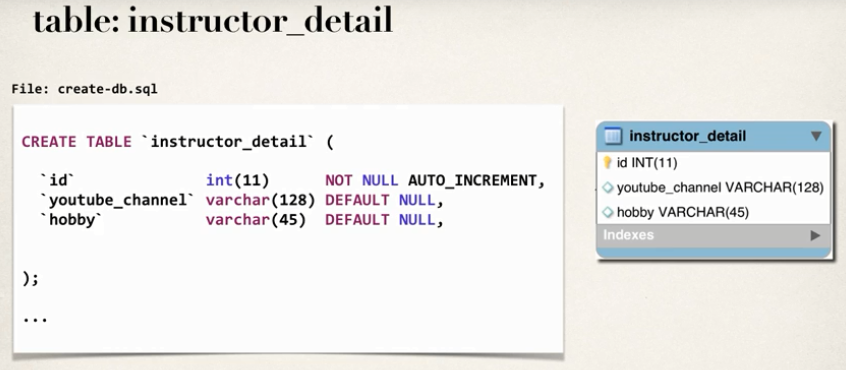 table: instructor_detail
File: create-db.sql
CREATE TABLE `instructor_detail` (
`id` int(11) NOT NULL AUTO_INCREMENT,
`youtube_channel` varchar(128) DEFAULT NULL,
`hobby` varchar(45) DEFAULT NULL,
);
...
instructor_detail
id INT(11)
youtube_channel VARCHAR(128)
hobby VARCHAR(45)
Indexes